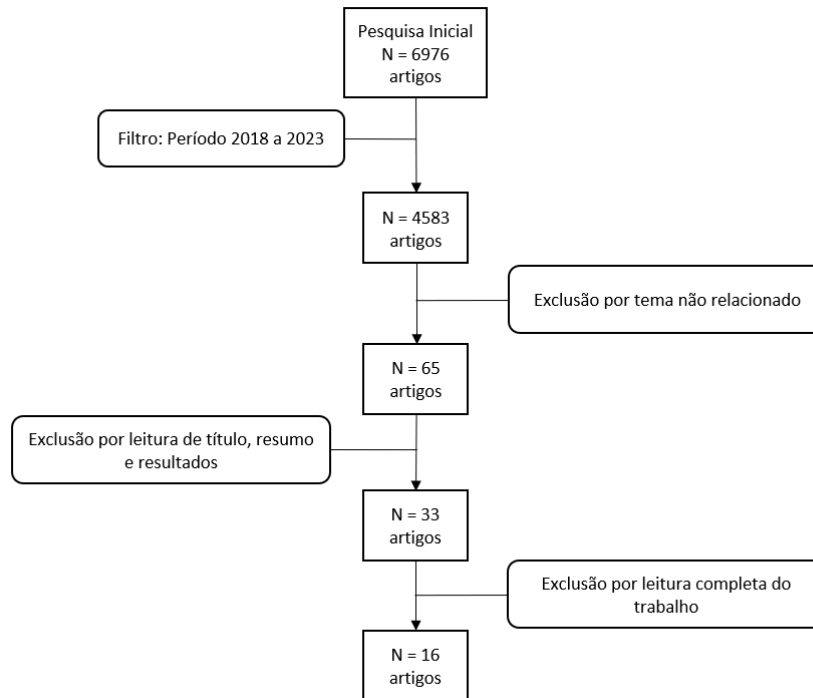 Pesquisa Inicial
N = 6976
artigos
Filtro: Período 2018 a 2023
N = 4583
artigos
Exclusão por tema não relacionado
N = 65
artigos
Exclusão por leitura de título, resumo
e resultados
N = 33
artigos
Exclusão por leitura completa do
trabalho
N = 16
artigos